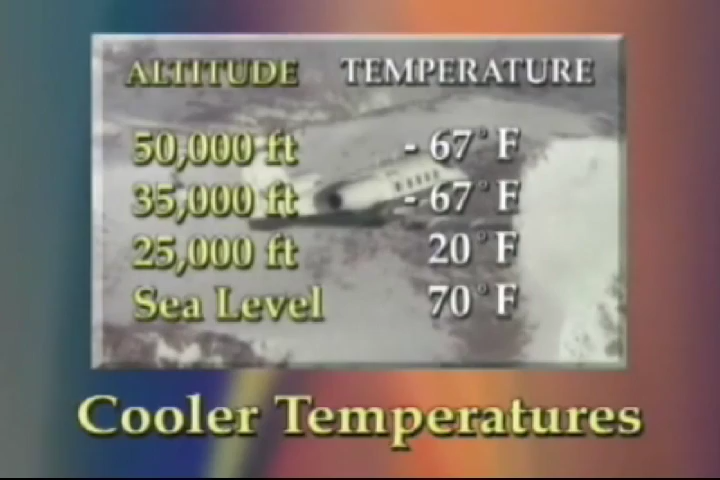 ALTITUDE TEMPERATURE
50,000 ft - 67° F
35,000 ft - 67° F
25,000 ft 20° F
Sea Level 70° F
Cooler Temperatures